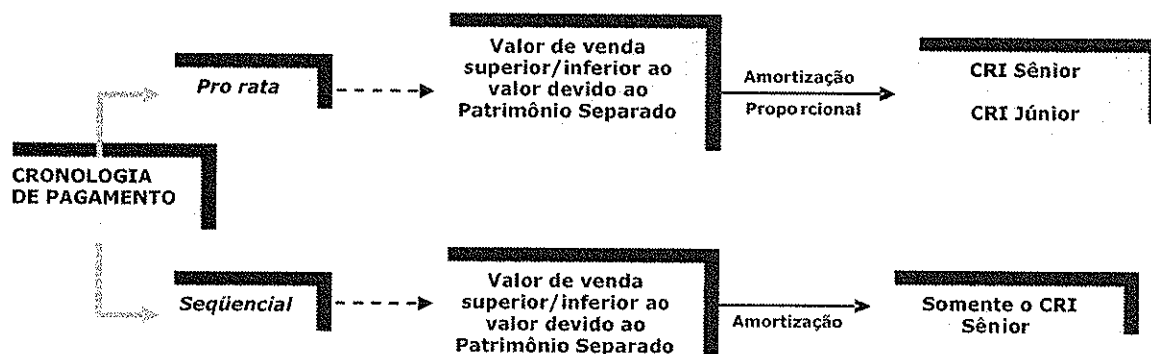 CRONOLOGIA
DE PAGAMENTO
Pro rata
Valor de venda
superior/inferior ao
valor devido ao
Patrimônio Separado
Amortização
Proporcional
CRI Sênior
CRI Júnior
Seqüencial
Valor de venda
superior/inferior ao
valor devido ao
Patrimônio Separado
Amortização
Somente o CRI
Sênior